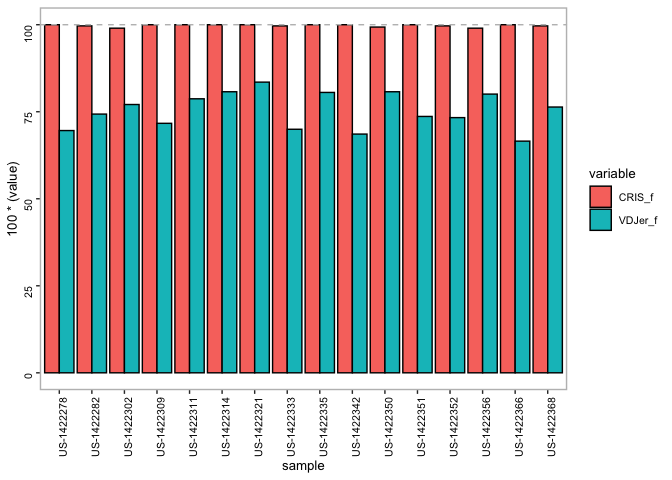 100 * (value)
100
75
50
25
0
US-1422278
US-1422282
US-1422302
US-1422309
US-1422311
US-1422314
US-1422321
US-1422333
US-1422335
US-1422342
US-1422350
US-1422351
US-1422352
US-1422356
US-1422366
US-1422368
sample
variable
CRIS_f
VDJer_f